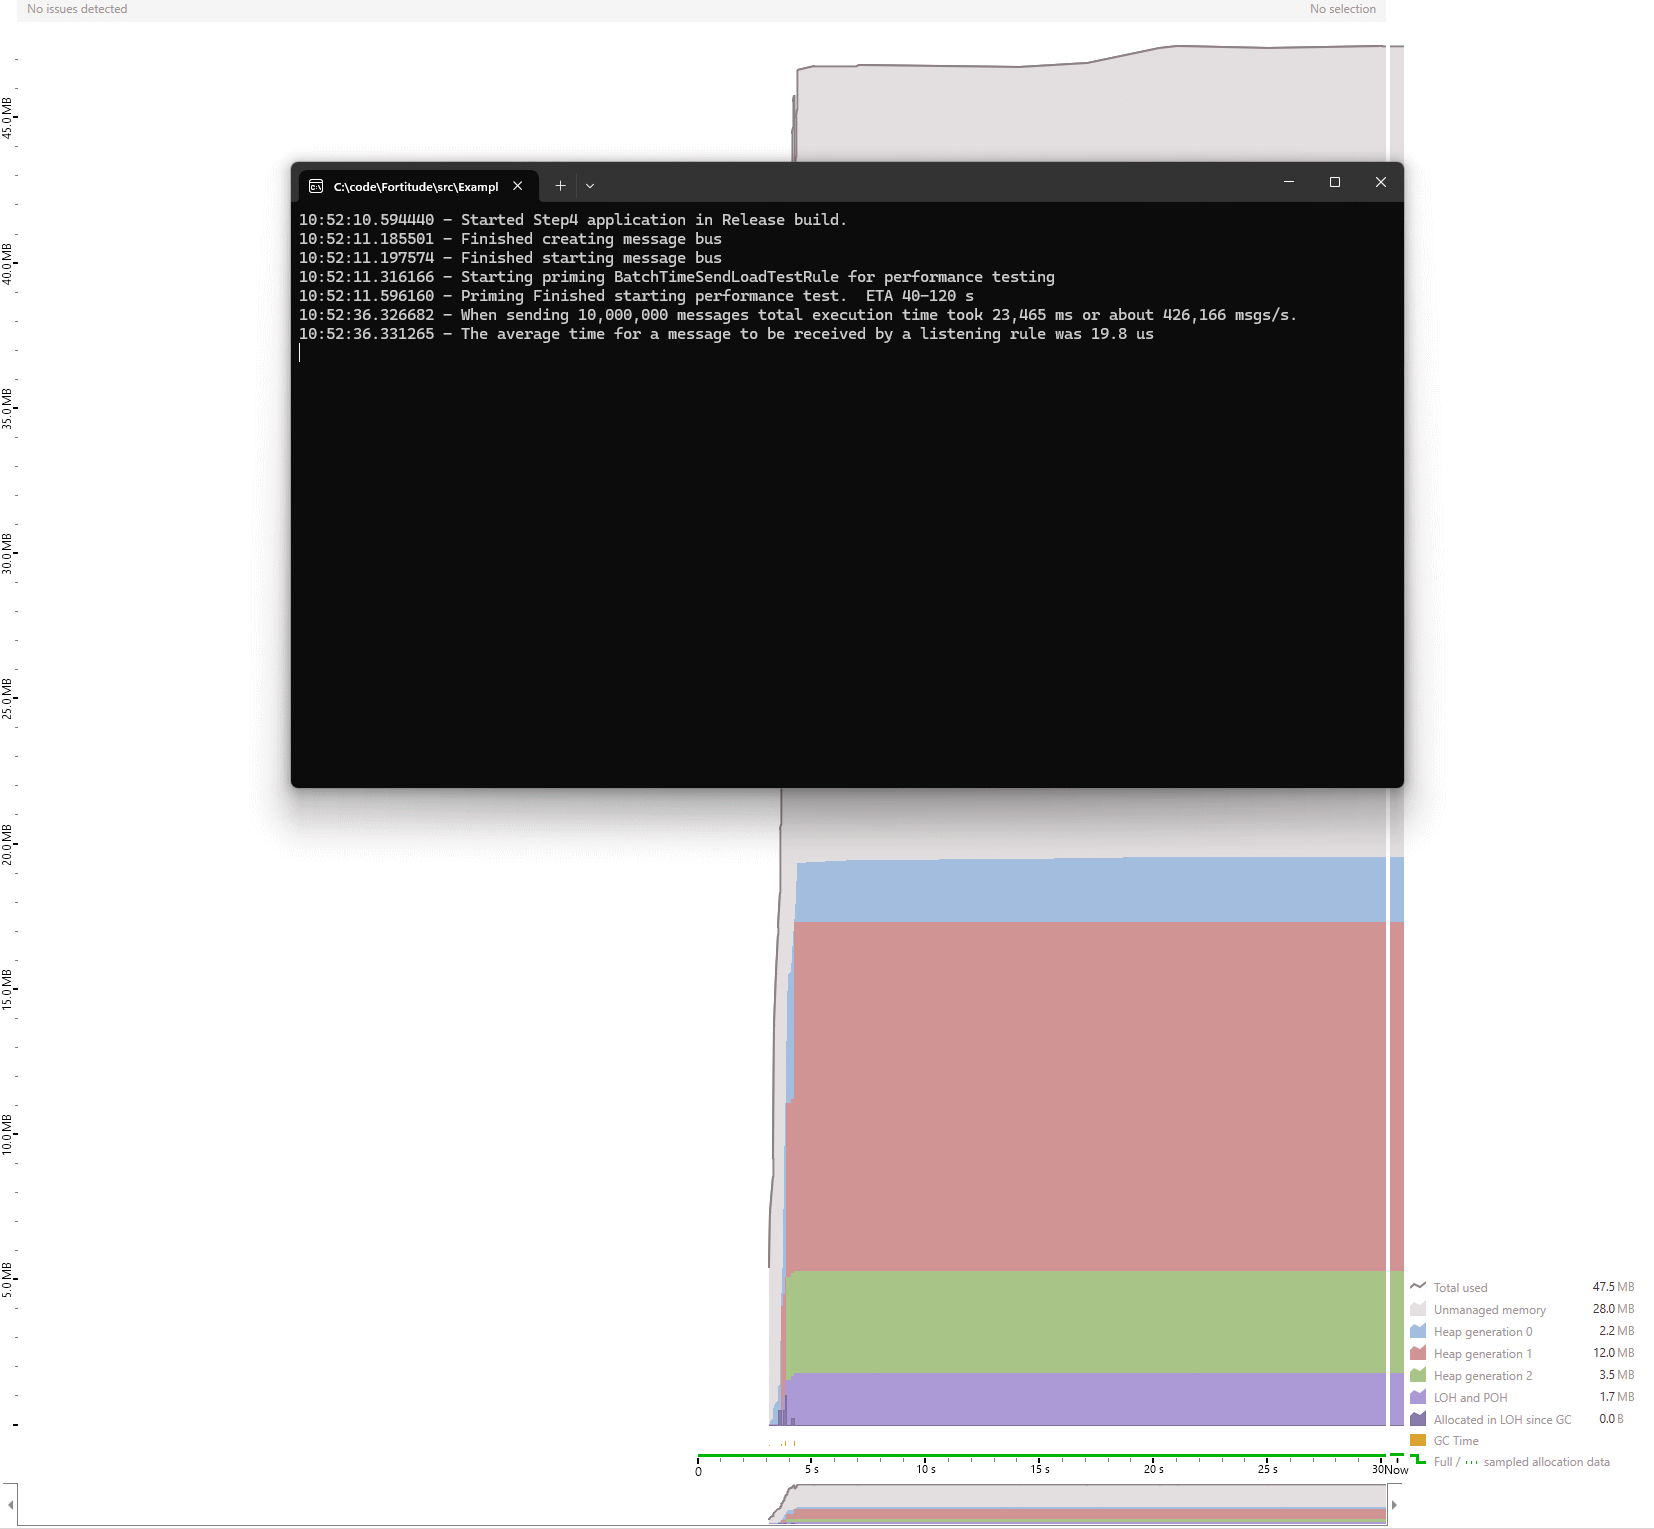 No issues detected
No selection
C:\code\Fortitude\src\Exampl
10:52:10.594440 – Started Step4 application in Release build.
10:52:11.185501 – Finished creating message bus
10:52:11.197574 – Finished starting message bus
10:52:11.316166 – Starting priming BatchTimeSendLoadTestRule for performance testing
10:52:11.596160 – Priming Finished starting performance test.  ETA 40–120 s
10:52:36.326682 – When sending 10,000,000 messages total execution time took 23,465 ms or about 426,166 msgs/s.
10:52:36.331265 – The average time for a message to be received by a listening rule was 19.8 us
45.0 MB
40.0 MB
35.0 MB
30.0 MB
25.0 MB
20.0 MB
15.0 MB
10.0 MB
5.0 MB
Total used 47.5 MB
Unmanaged memory 28.0 MB
Heap generation 0 2.2 MB
Heap generation 1 12.0 MB
Heap generation 2 3.5 MB
LOH and POH 1.7 MB
Allocated in LOH since GC 0.0 B
GC Time
Full / sampled allocation data
0 5 s 10 s 15 s 20 s 25 s 30 Now